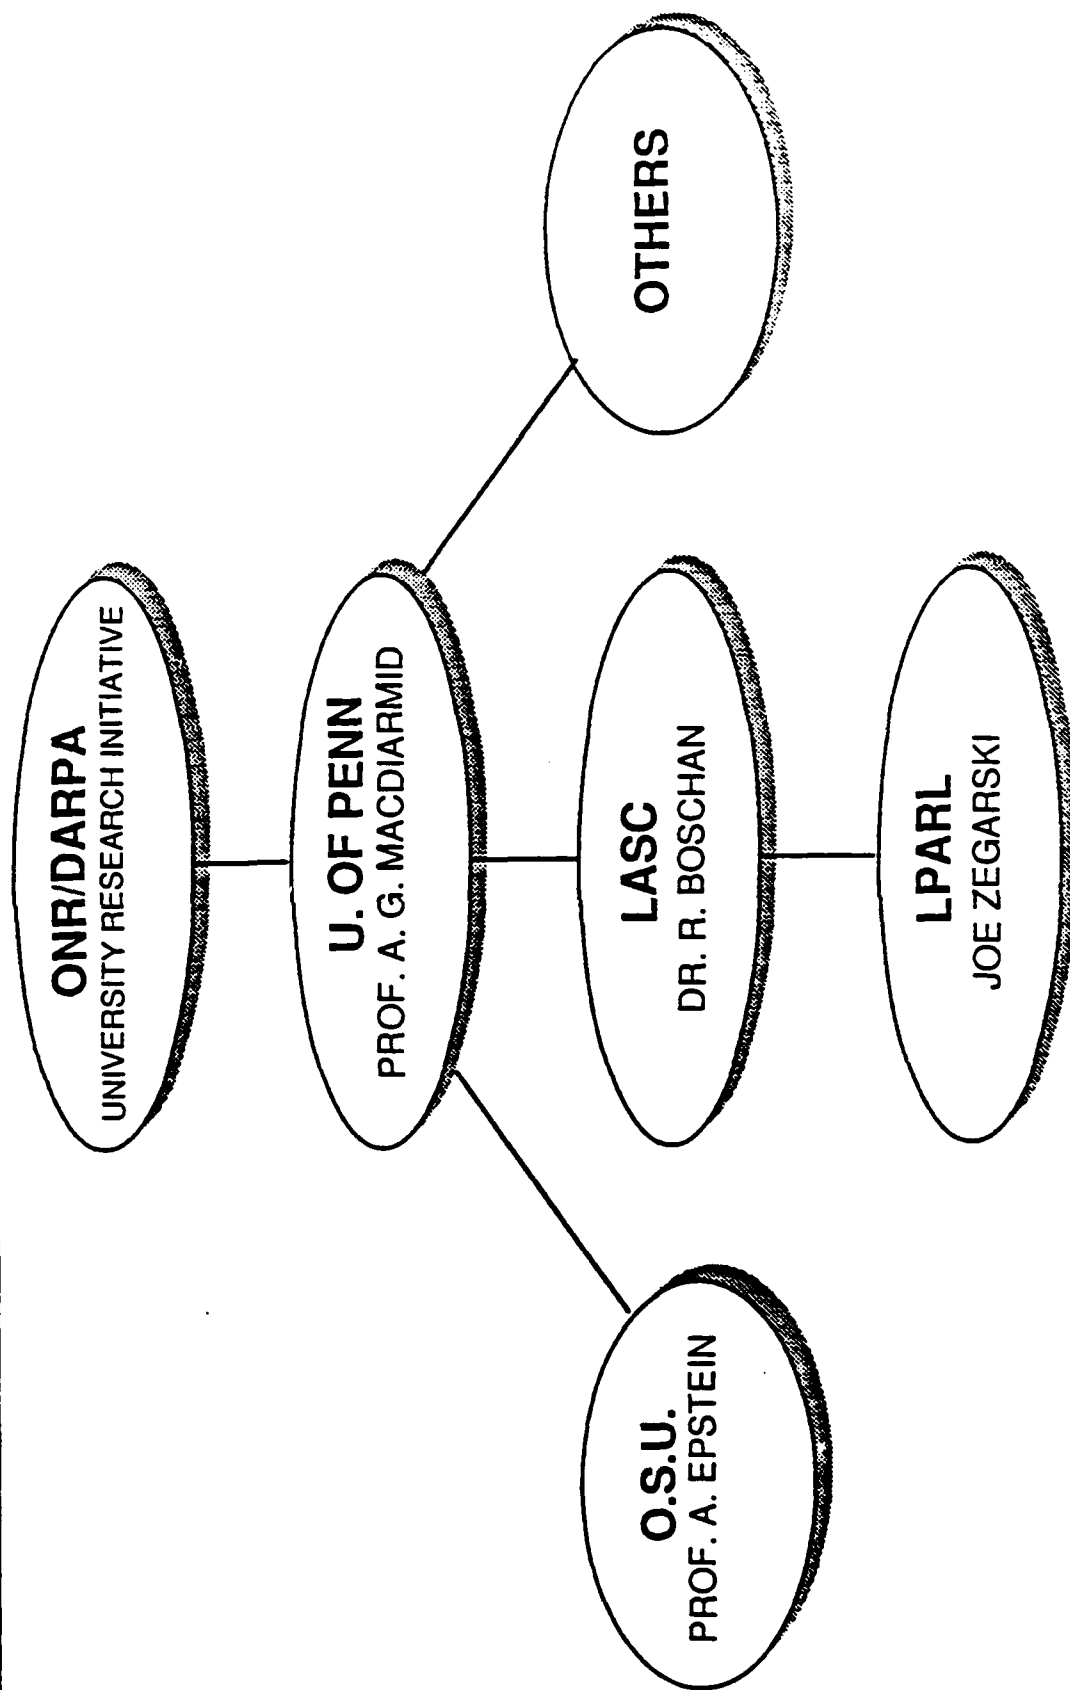 ONR/DARPA
UNIVERSITY RESEARCH INITIATIVE
U. OF PENN
PROF. A. G. MACDIARMID
O.S.U.
PROF. A. EPSTEIN
LASC
DR. R. BOSCHAN
OTHERS
LPARL
JOE ZEGARSKI